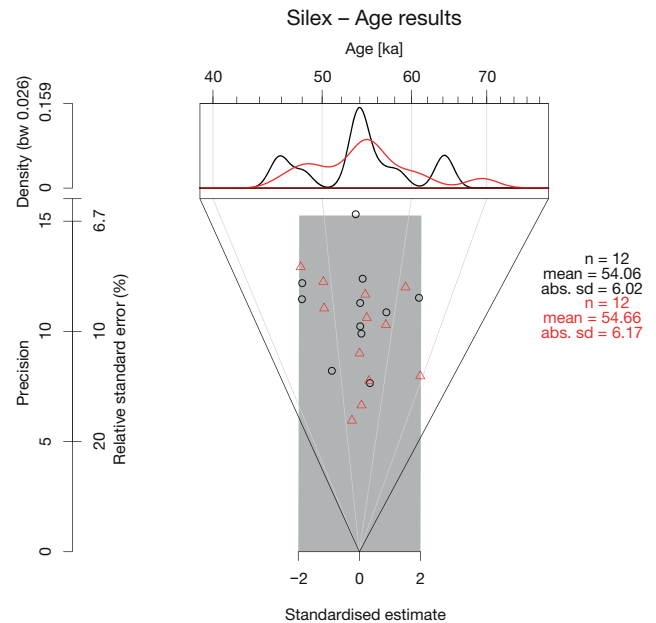 Silex – Age results
Age [ka]
40 50 60 70
Density (bw 0.026)
0.159
0
15
10
5
0
Precision
6.7
10
20
Relative standard error (%)
n = 12
mean = 54.06
abs. sd = 6.02
n = 12
mean = 54.66
abs. sd = 6.17
−2 0 2
Standardised estimate